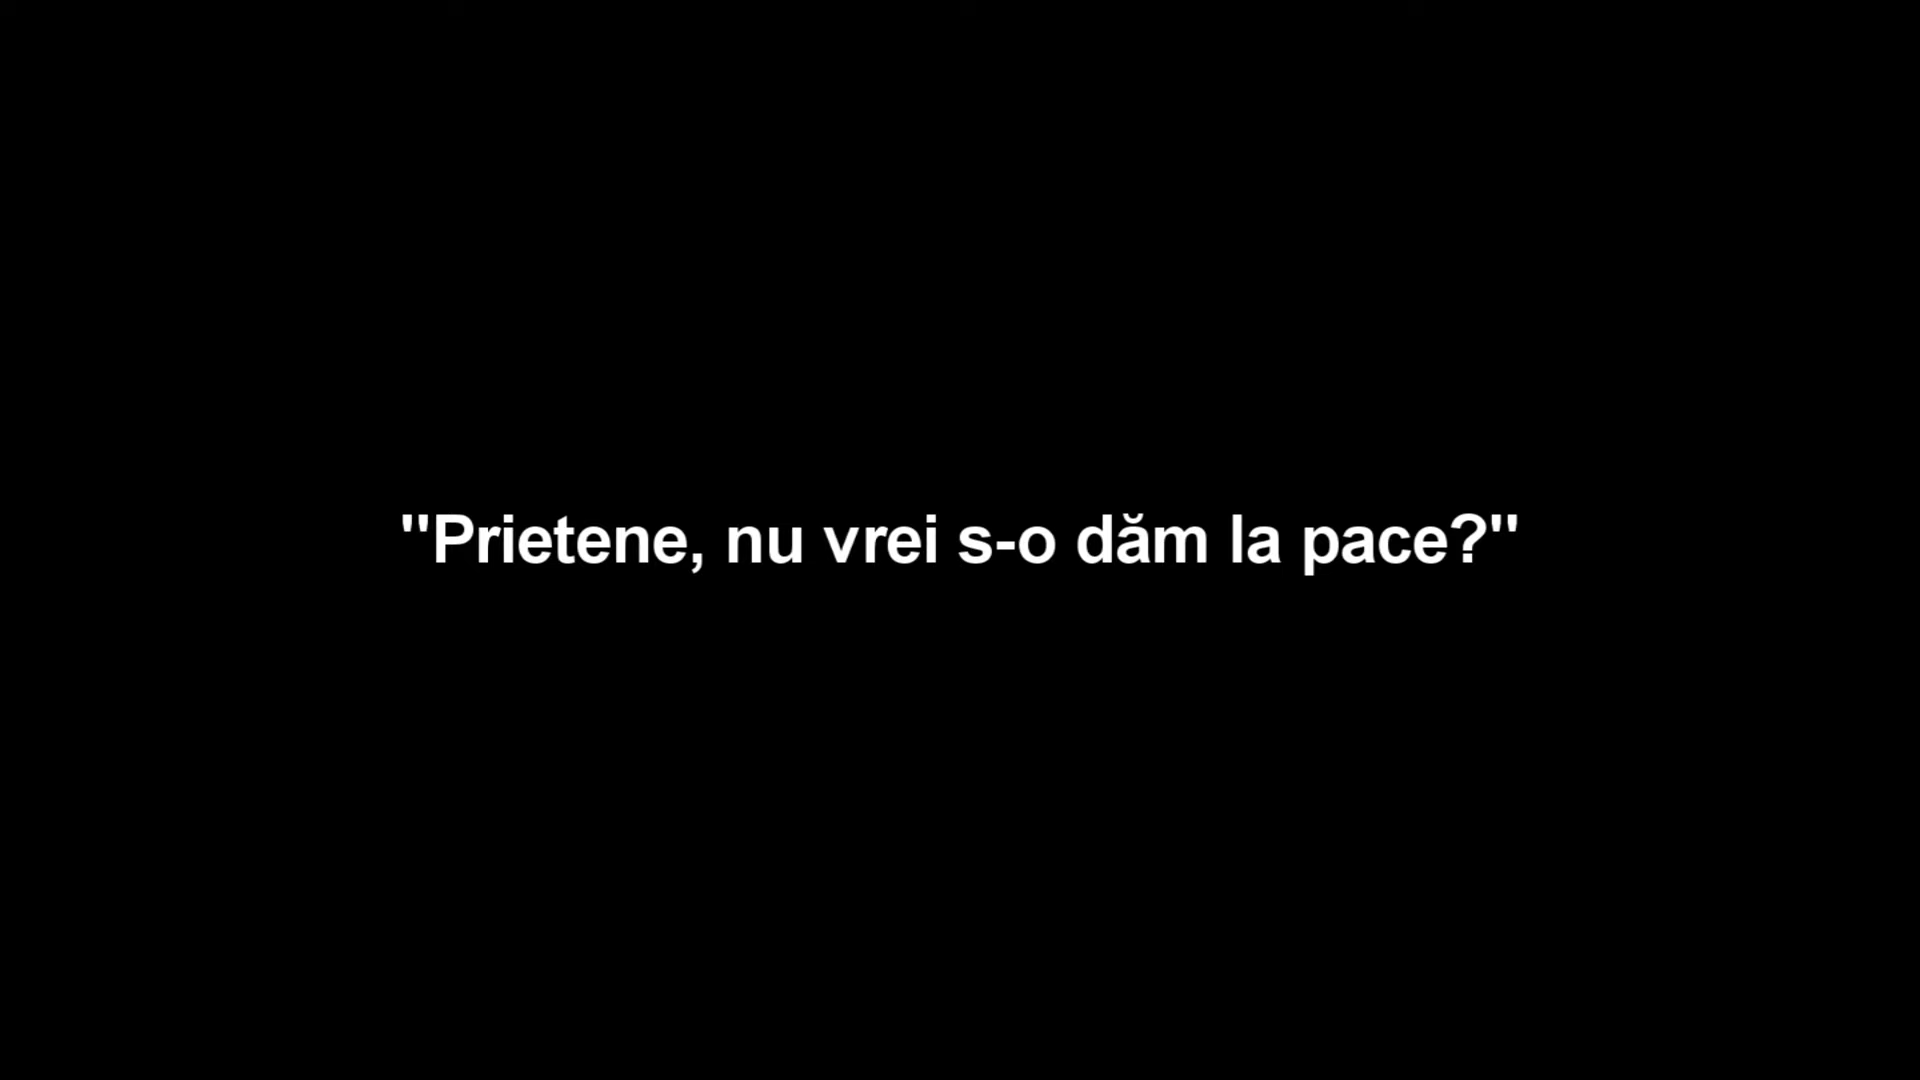 "Prietene, nu vrei s-o dăm la pace?"